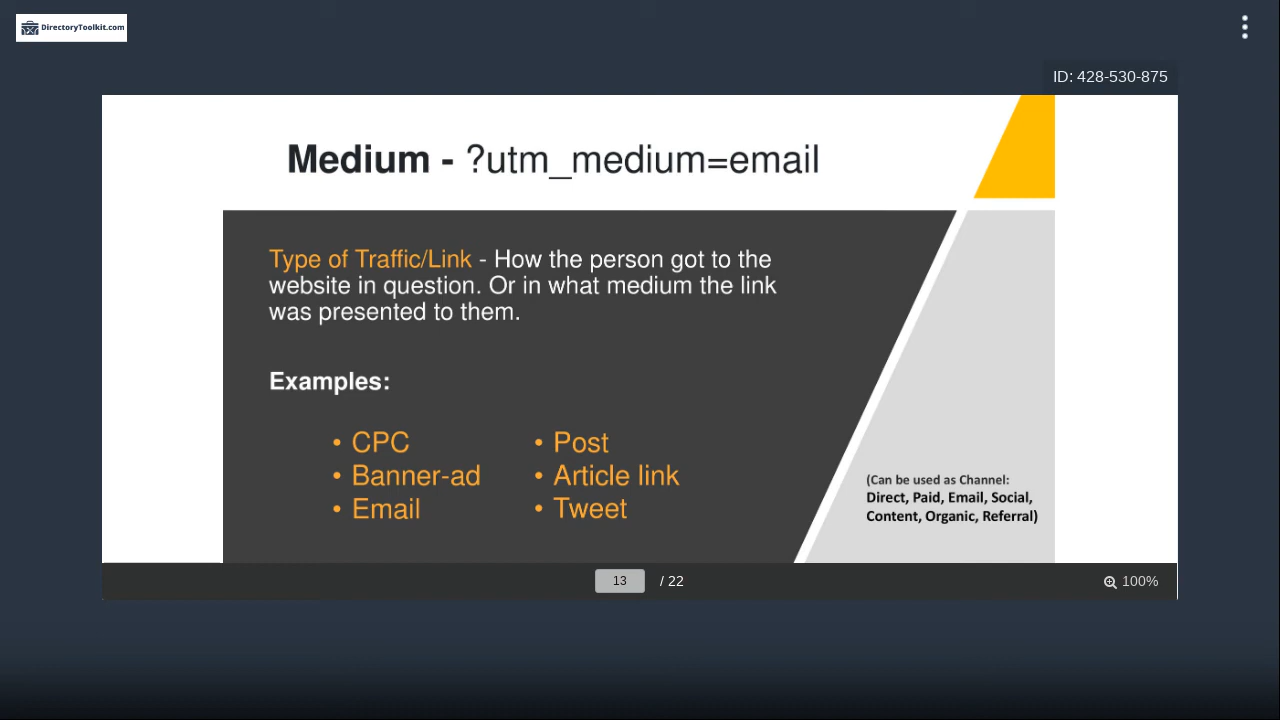 DirectoryToolkit.com
ID: 428-530-875
Medium - ?utm_medium=email
Type of Traffic/Link - How the person got to the
website in question. Or in what medium the link
was presented to them.
Examples:
• CPC
• Banner-ad
• Email
• Post
• Article link
• Tweet
(Can be used as Channel:
Direct, Paid, Email, Social,
Content, Organic, Referral)
13 / 22
100%